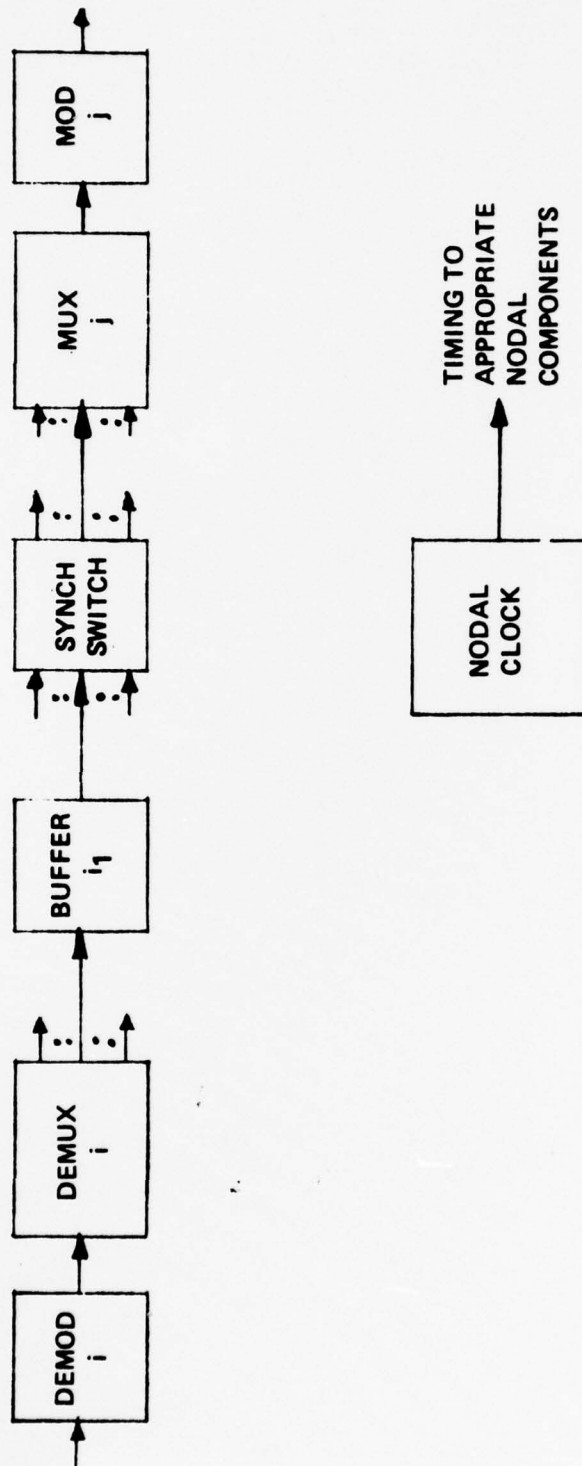 DEMOD
i
DEMUX
i
BUFFER
i1
SYNCH
SWITCH
MUX
j
MOD
j
NODAL
CLOCK
TIMING TO
APPROPRIATE
NODAL
COMPONENTS